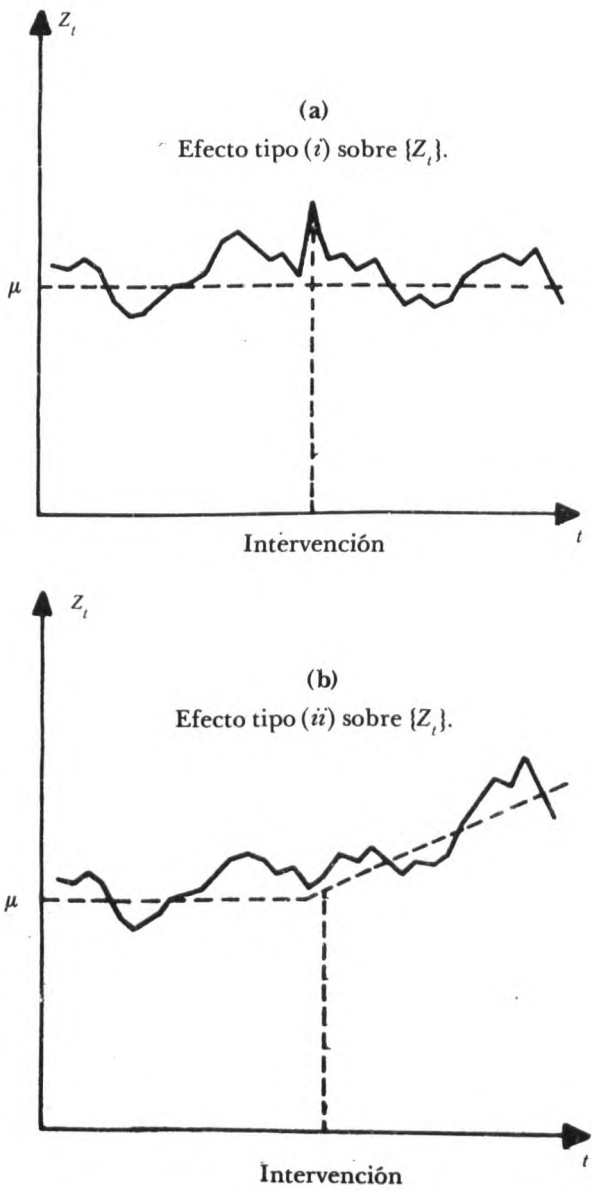 Z_t
(a)
Efecto tipo (i) sobre {Z_t}.
μ
Intervención
t
Z_t
(b)
Efecto tipo (ii) sobre {Z_t}.
μ
Intervención
t